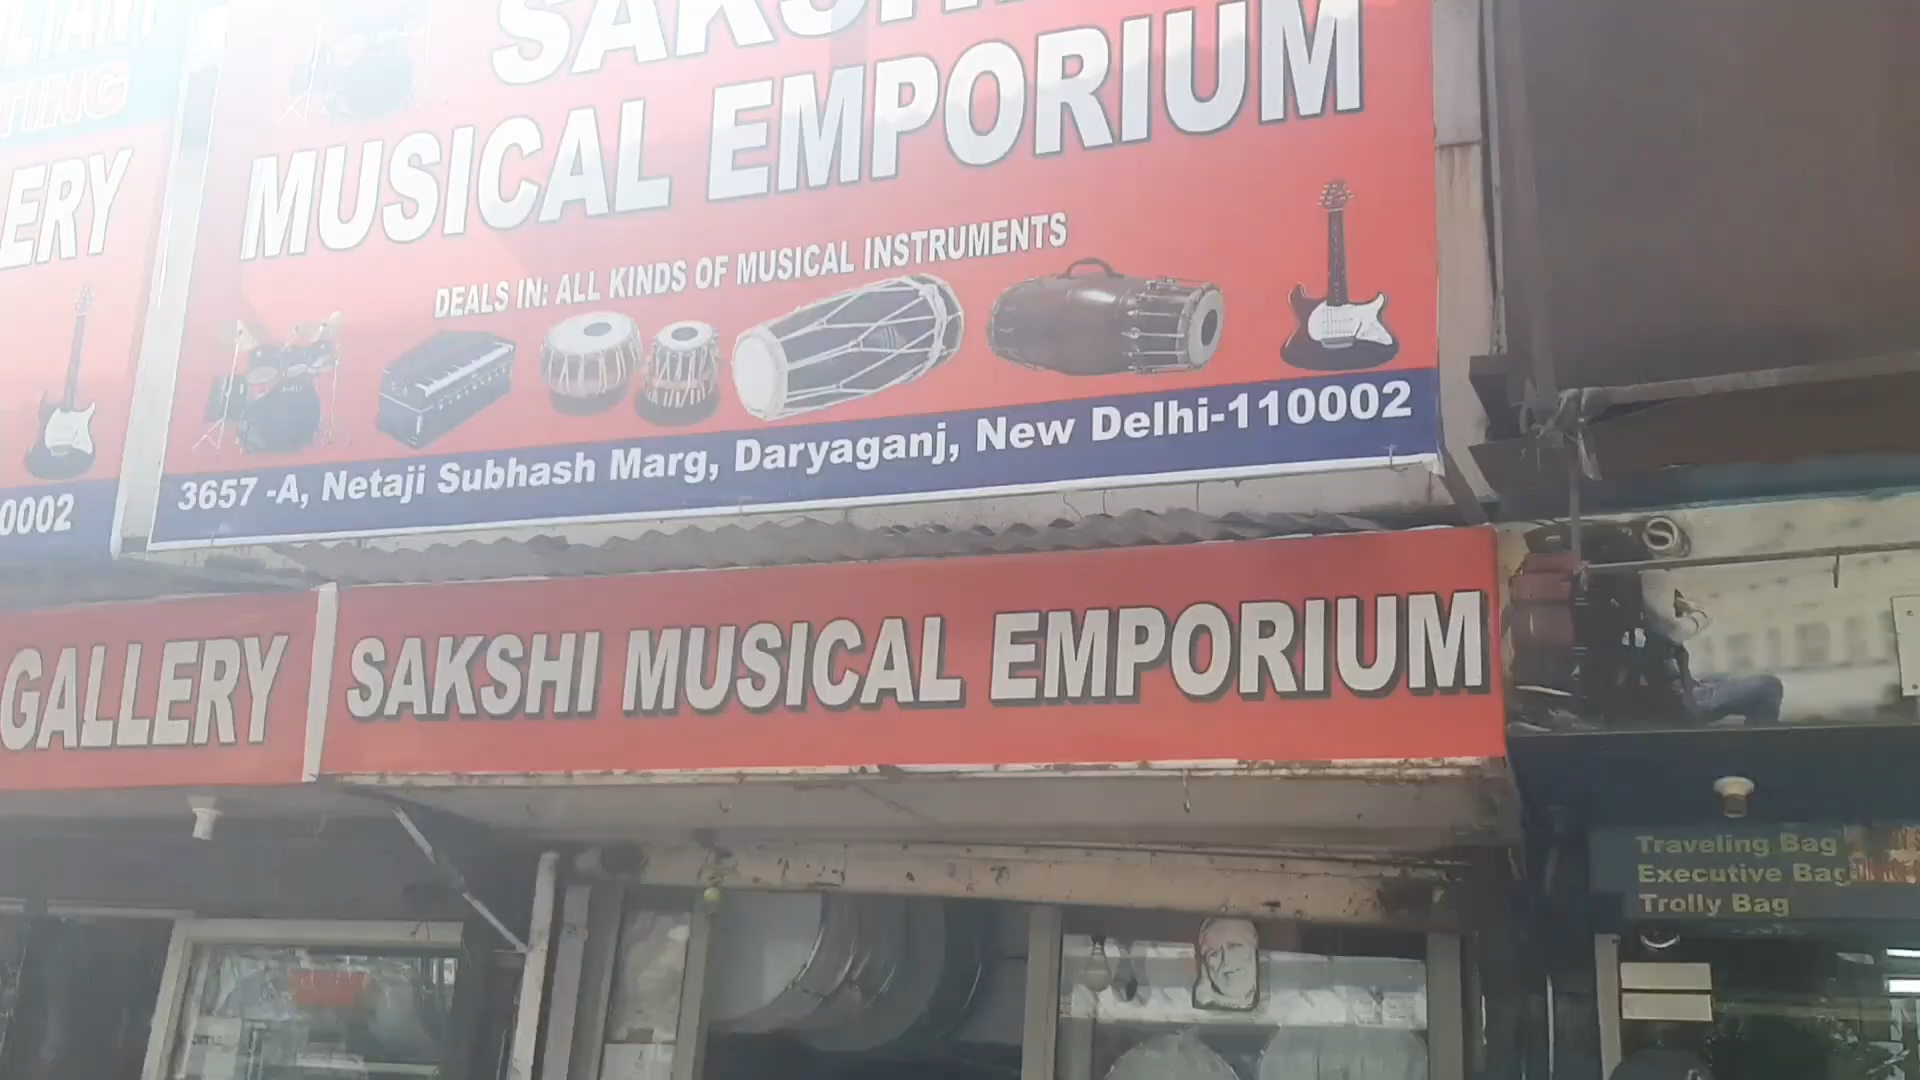 SAKSHI
MUSICAL EMPORIUM
DEALS IN: ALL KINDS OF MUSICAL INSTRUMENTS
3657 -A, Netaji Subhash Marg, Daryaganj, New Delhi-110002
ERY
0002
GALLERY
SAKSHI MUSICAL EMPORIUM
Traveling Bag
Executive Bag
Trolly Bag